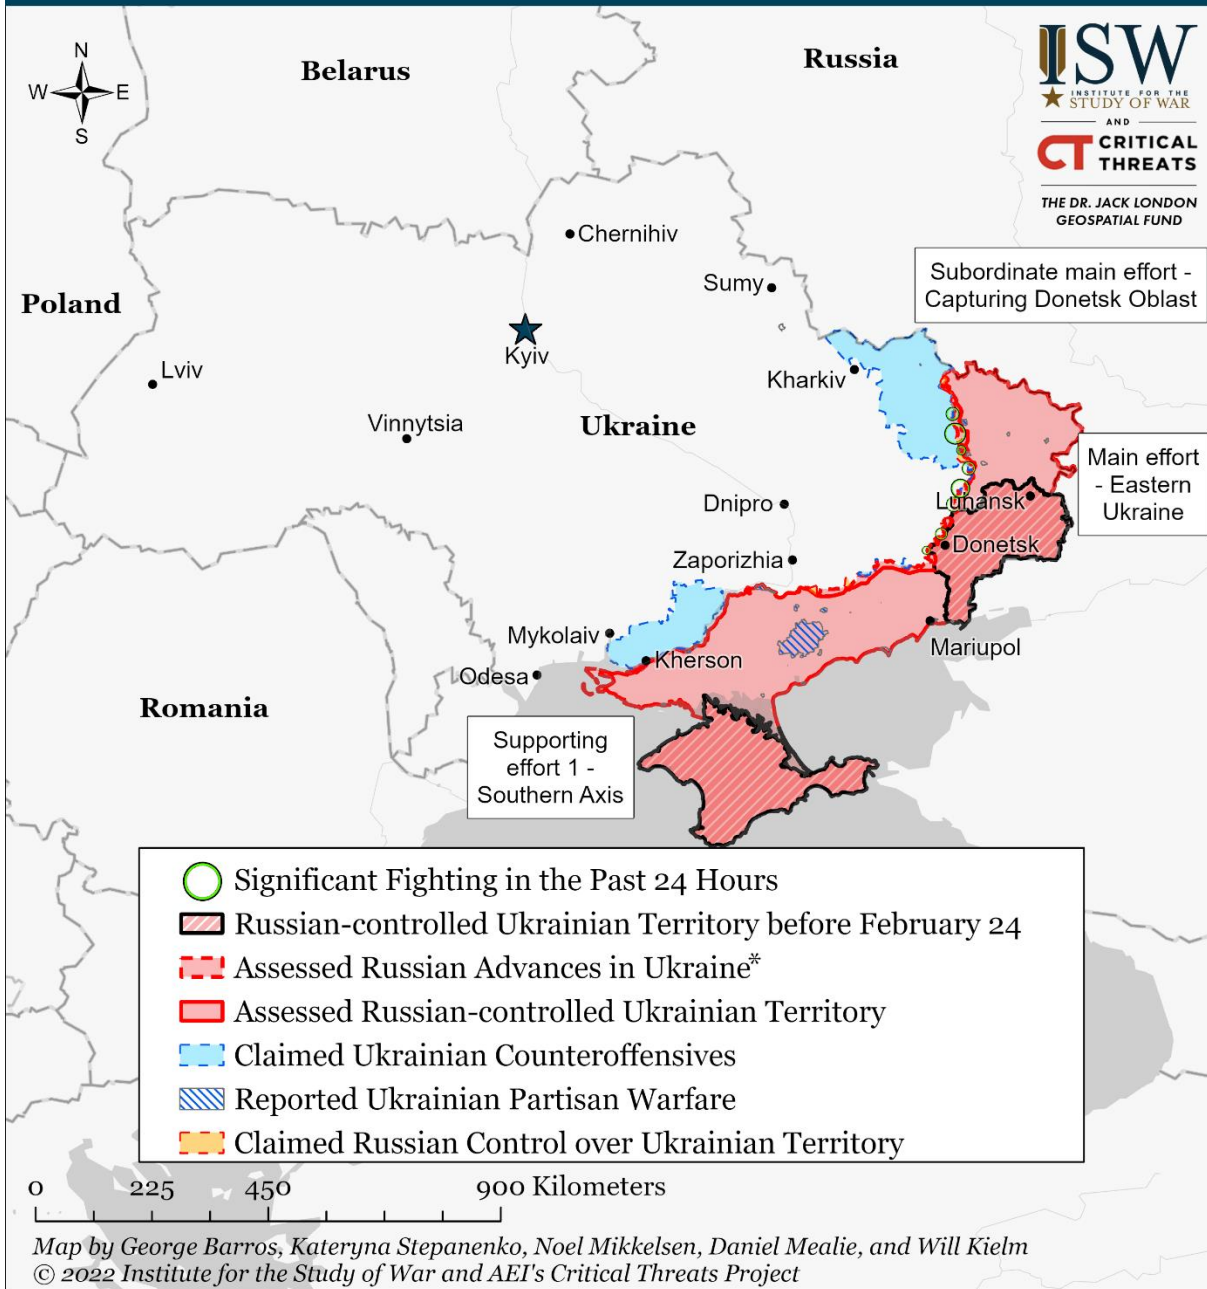 N
W
E
S
Belarus
Russia
ISW
INSTITUTE FOR THE
STUDY OF WAR
AND
CT CRITICAL
THREATS
THE DR. JACK LONDON
GEOSPATIAL FUND
Chernihiv
Sumy
Subordinate main effort -
Capturing Donetsk Oblast
Poland
Kyiv
Lviv
Kharkiv
Vinnytsia
Ukraine
Main effort
- Eastern
Ukraine
Dnipro
Luhansk
Donetsk
Zaporizhia
Mykolaiv
Mariupol
Kherson
Odesa
Romania
Supporting
effort 1 -
Southern Axis
Significant Fighting in the Past 24 Hours
Russian-controlled Ukrainian Territory before February 24
Assessed Russian Advances in Ukraine*
Assessed Russian-controlled Ukrainian Territory
Claimed Ukrainian Counteroffensives
Reported Ukrainian Partisan Warfare
Claimed Russian Control over Ukrainian Territory
0 225 450 900 Kilometers
Map by George Barros, Kateryna Stepanenko, Noel Mikkelsen, Daniel Mealie, and Will Kielm
© 2022 Institute for the Study of War and AEI's Critical Threats Project